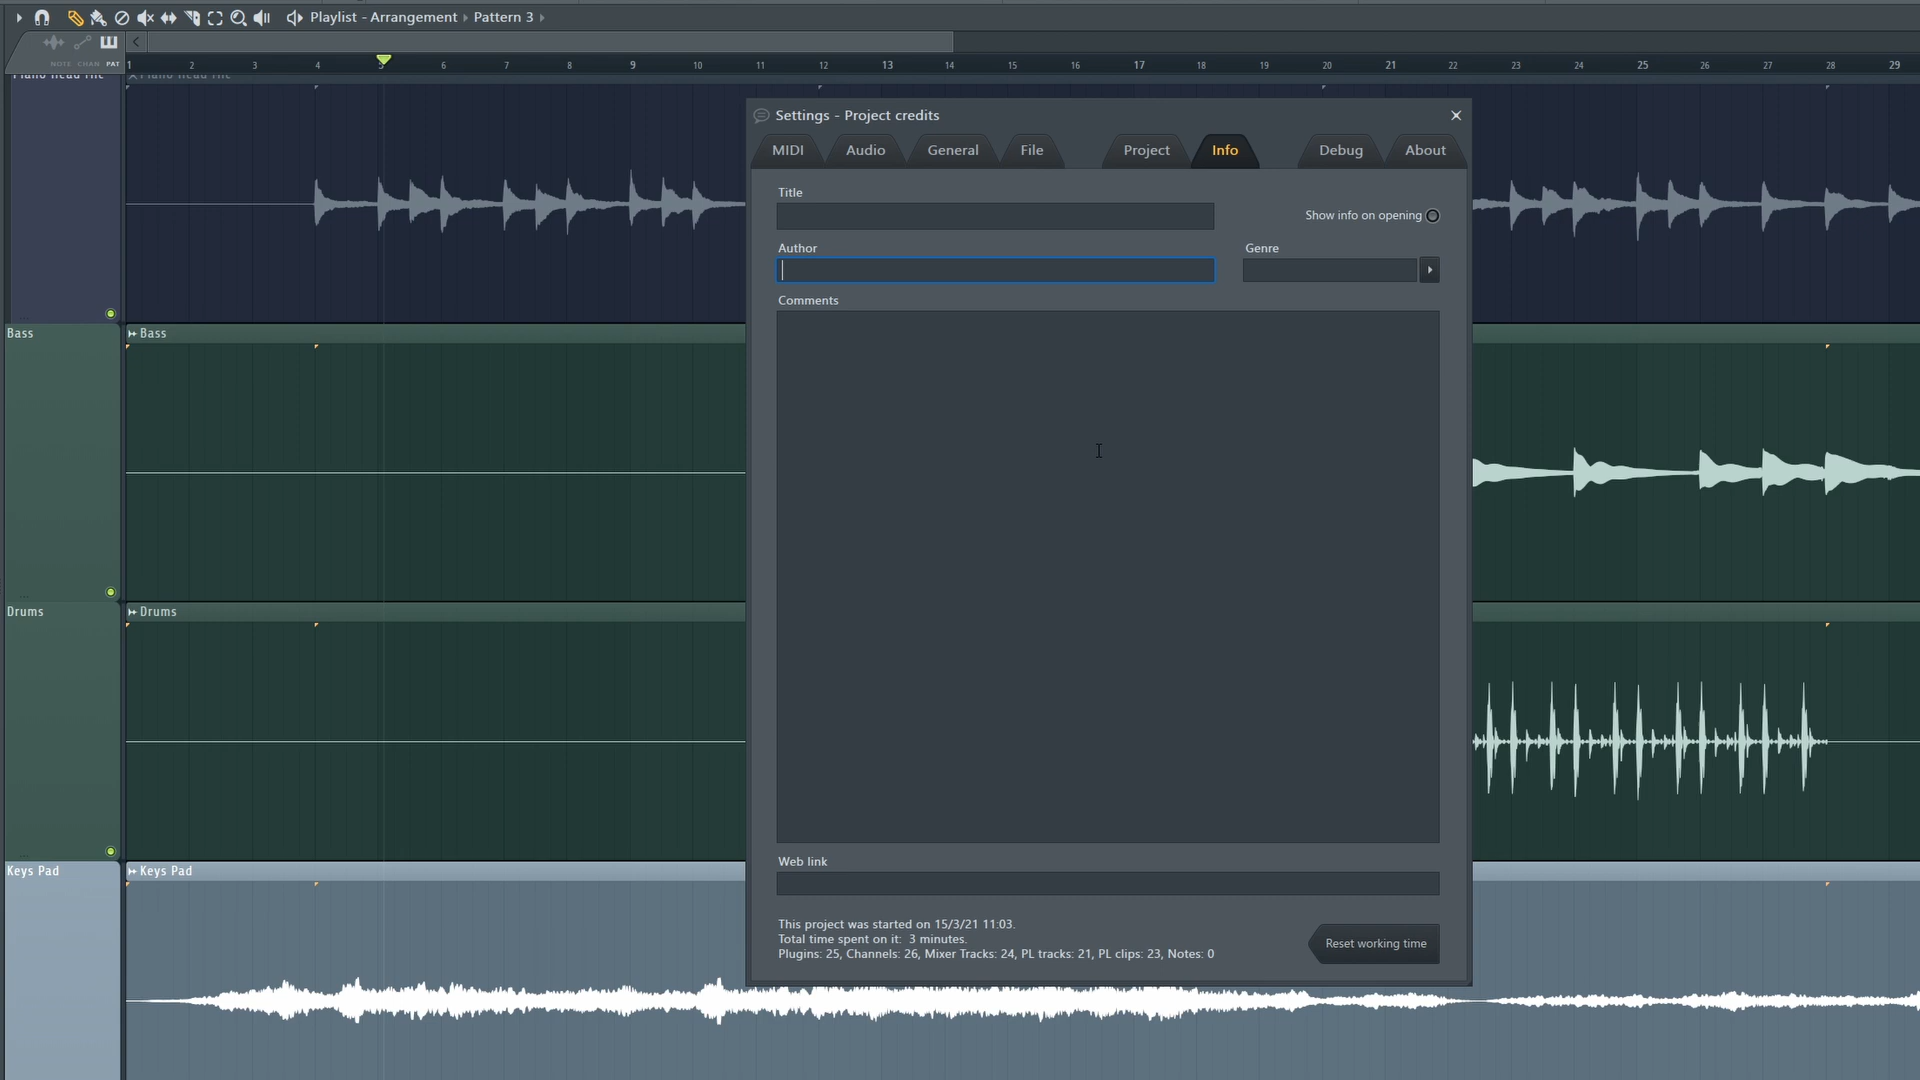 Playlist - Arrangement › Pattern 3 ›
NOTE CHAN PAT
1 2 3 4 5 6 7 8 9 10 11 12 13 14 15 16 17 18 19 20 21 22 23 24 25 26 27 28 29
Settings - Project credits
MIDI Audio General File Project Info Debug About
Title
Show info on opening
Author
Genre
Comments
Bass
Bass
Drums
Drums
Web link
Keys Pad
Keys Pad
This project was started on 15/3/21 11:03.
Total time spent on it: 3 minutes.
Plugins: 25, Channels: 26, Mixer Tracks: 24, PL tracks: 21, PL clips: 23, Notes: 0
Reset working time